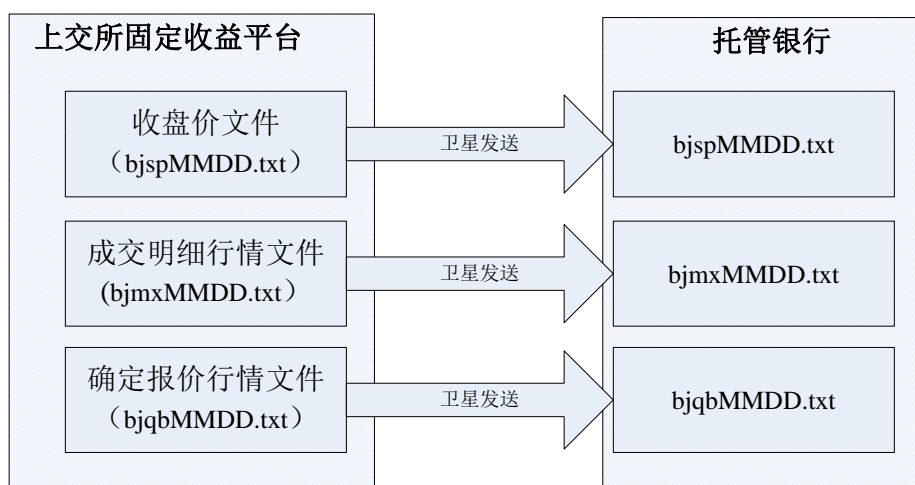 上交所固定收益平台
托管银行
收盘价文件
（bjspMMDD.txt）
卫星发送
bjspMMDD.txt
成交明细行情文件
(bjmxMMDD.txt）
卫星发送
bjmxMMDD.txt
确定报价行情文件
（bjqbMMDD.txt）
卫星发送
bjqbMMDD.txt